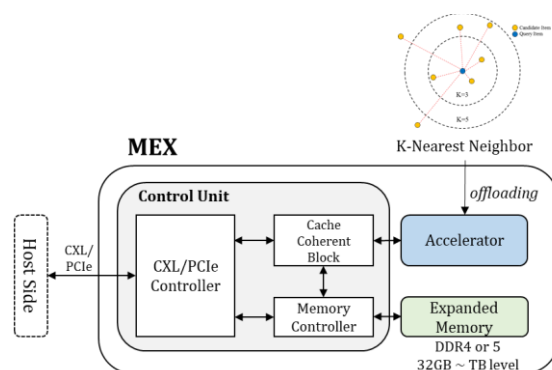 Candidate Item
Query Item
K=3
K=5
K-Nearest Neighbor
MEX
offloading
Control Unit
Host Side
CXL/
PCIe
CXL/PCIe
Controller
Cache
Coherent
Block
Accelerator
Memory
Controller
Expanded
Memory
DDR4 or 5
32GB ~ TB level